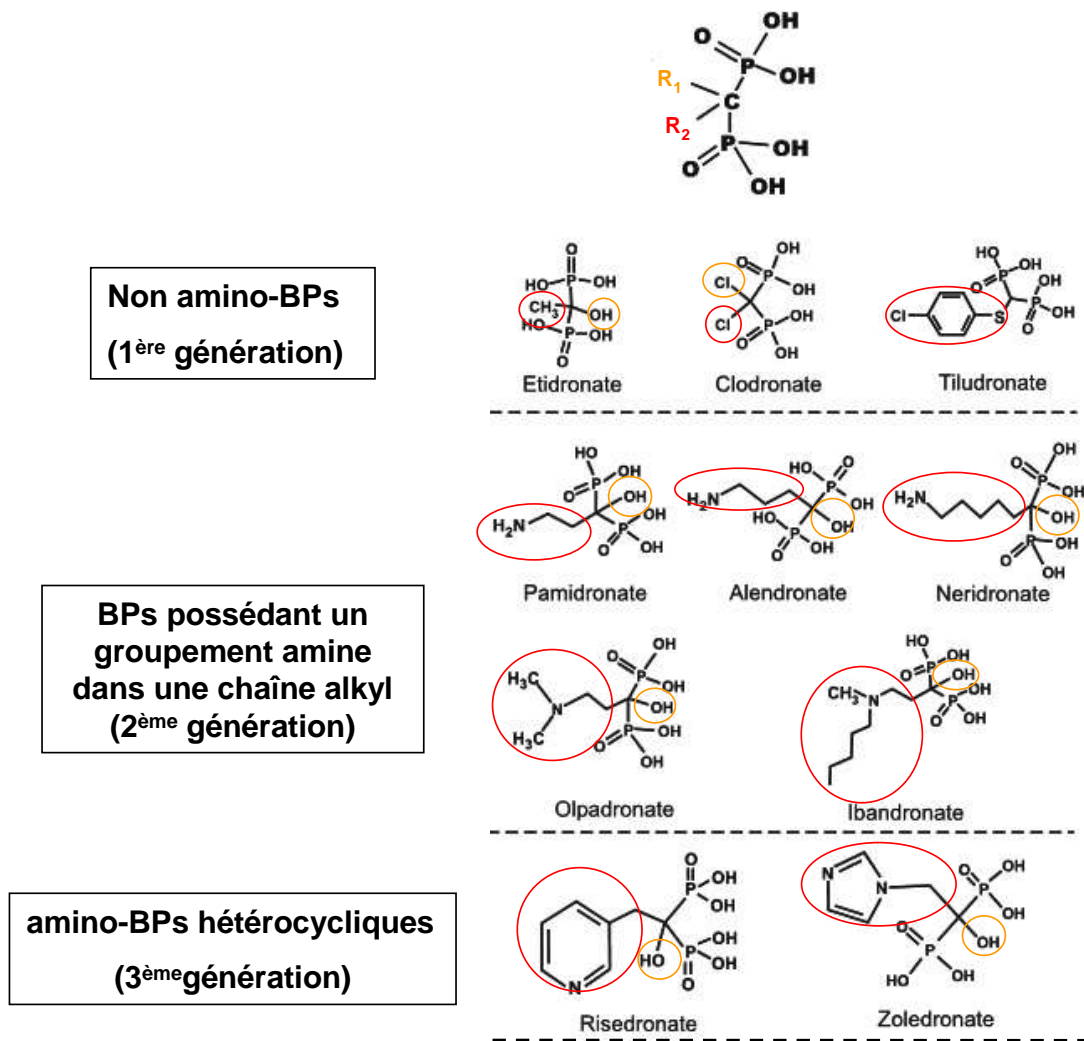 O
OH
P
OH
R1
C
R2
P
OH
O
OH
Non amino-BPs
(1ère génération)
O
HO P OH
CH3 OH
HO P OH
O
Etidronate
OH
O P OH
Cl
Cl P OH
O
OH
Clodronate
HO OH
O P
OH
Cl S P OH
O OH
Tiludronate
BPs possédant un
groupement amine
dans une chaîne alkyl
(2ème génération)
HO
P OH
O OH
H2N P OH
O OH
Pamidronate
O
HO P
OH
H2N
HO OH
P
O OH
Alendronate
O OH
P
OH
H2N OH
P OH
O OH
Neridronate
OH
O P
OH
H3C
N OH
H3C P OH
O OH
Olpadronate
HO OH
O P
OH
CH3 N P OH
O OH
Ibandronate
amino-BPs hétérocycliques
(3èmegénération)
O
P OH
OH
HO OH
P OH
N O
Risedronate
N O
P OH
N OH
O OH
P
HO OH
Zoledronate